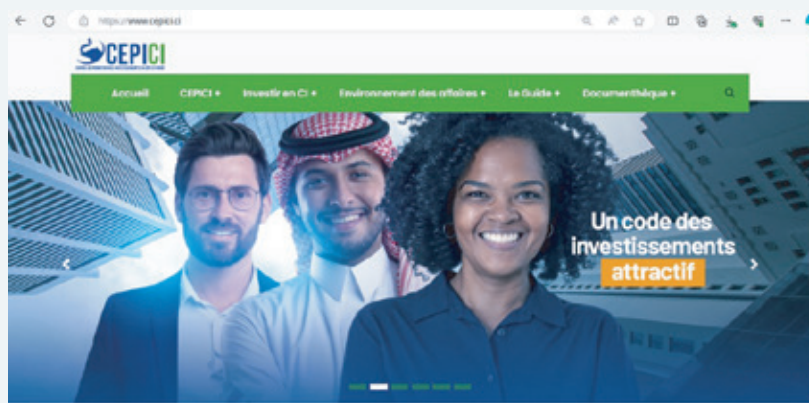 https://www.cepici.ci
CEPICI
Accueil CEPICI + Investir en CI + Environnement des affaires + Le Guide + Documenthèque +
Un code des
investissements
attractif